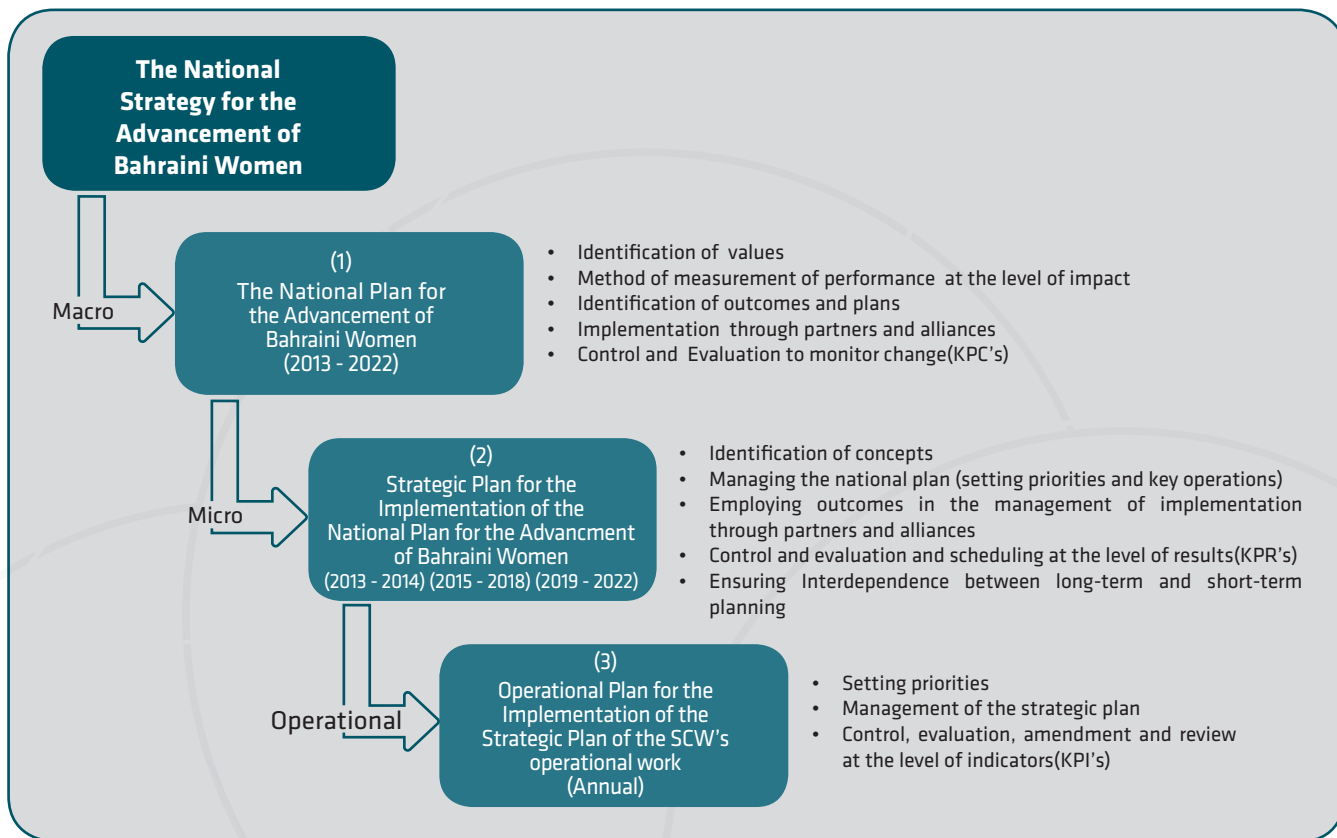 The National
Strategy for the
Advancement of
Bahraini Women
Macro
(1)
The National Plan for
the Advancement of
Bahraini Women
(2013 - 2022)
• Identification of values
• Method of measurement of performance at the level of impact
• Identification of outcomes and plans
• Implementation through partners and alliances
• Control and Evaluation to monitor change(KPC's)
Micro
(2)
Strategic Plan for the
Implementation of the
National Plan for the Advancment
of Bahraini Women
(2013 - 2014) (2015 - 2018) (2019 - 2022)
• Identification of concepts
• Managing the national plan (setting priorities and key operations)
• Employing outcomes in the management of implementation
through partners and alliances
• Control and evaluation and scheduling at the level of results(KPR's)
• Ensuring Interdependence between long-term and short-term
planning
Operational
(3)
Operational Plan for the
Implementation of the
Strategic Plan of the SCW's
operational work
(Annual)
• Setting priorities
• Management of the strategic plan
• Control, evaluation, amendment and review
at the level of indicators(KPI's)